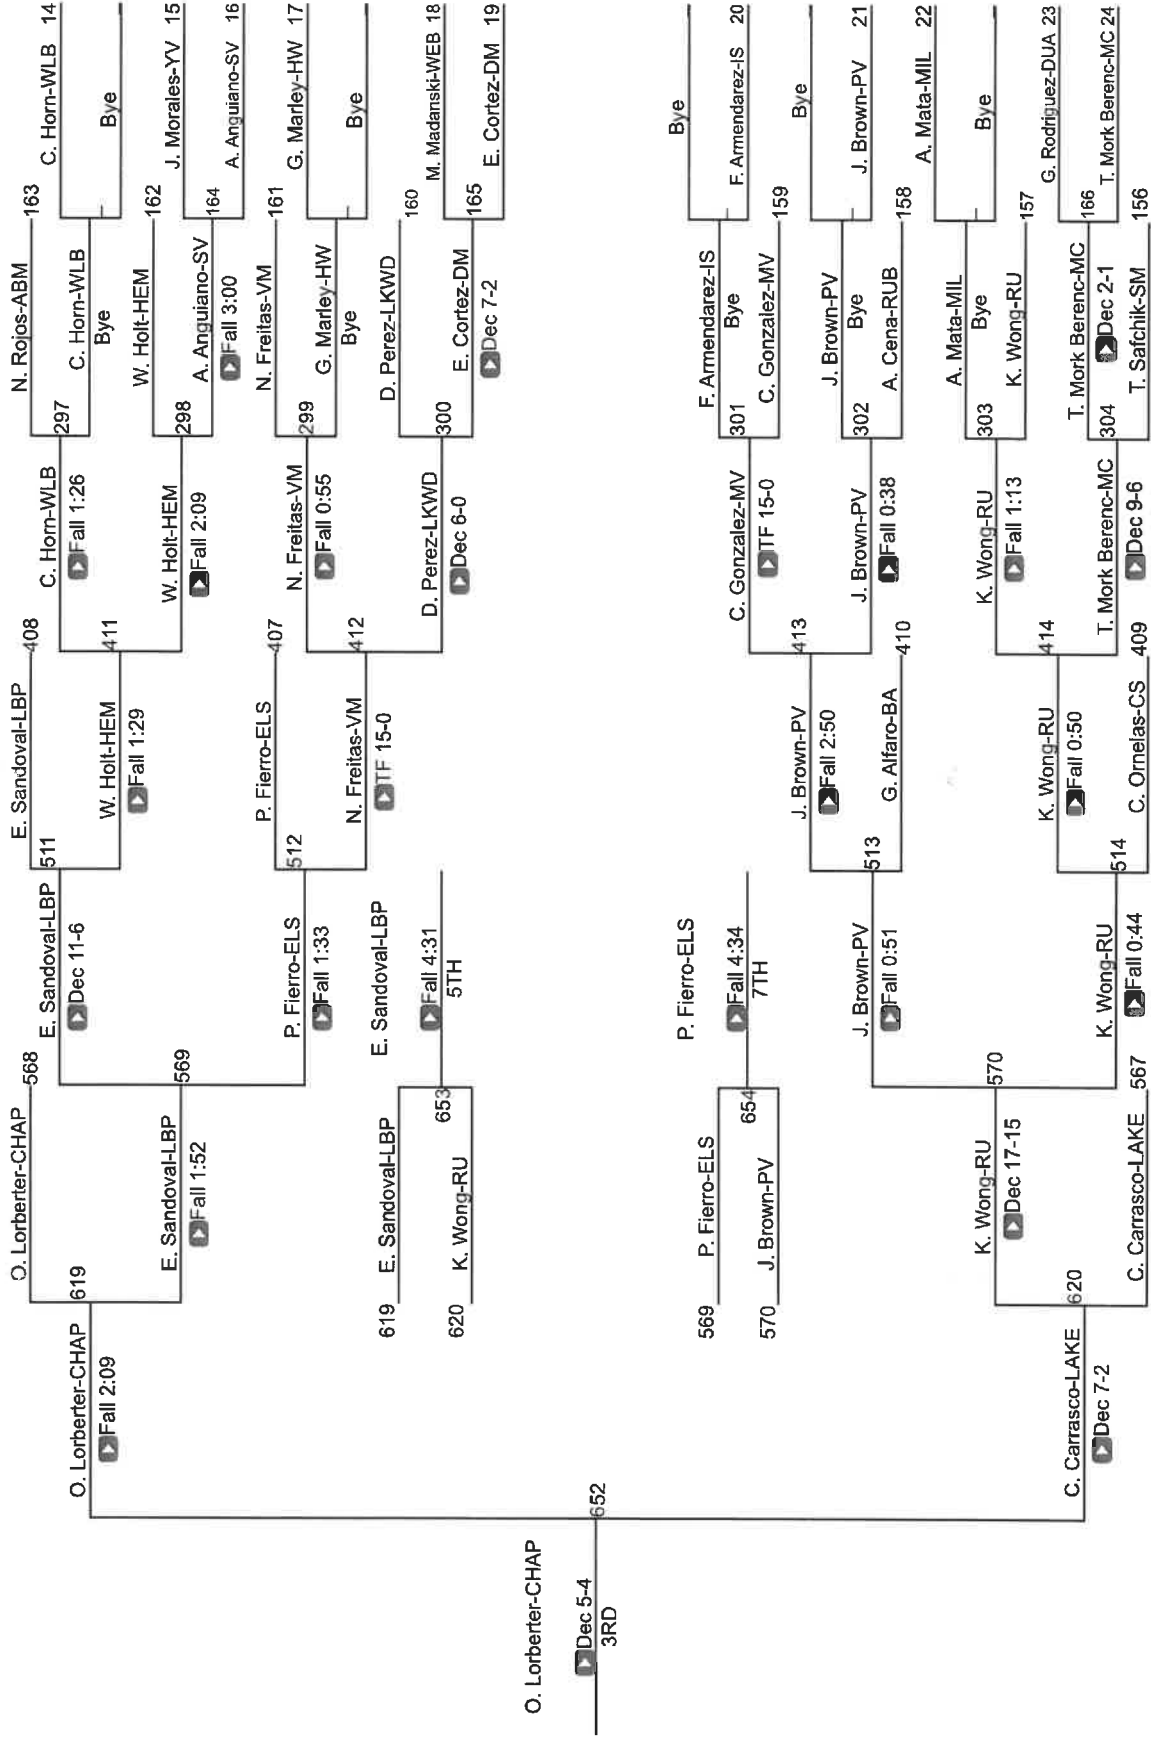 O. Lorberter-CHAP
Dec 5-4
3RD
652
O. Lorberter-CHAP
Fall 2:09
C. Carrasco-LAKE
Dec 7-2
619
620
O. Lorberter-CHAP 568
E. Sandoval-LBP
Fall 1:52
619 E. Sandoval-LBP
653
620 K. Wong-RU
569 P. Fierro-ELS
654
570 J. Brown-PV
K. Wong-RU
Dec 17-15
C. Carrasco-LAKE 567
569
570
E. Sandoval-LBP
Dec 11-6
P. Fierro-ELS
Fall 1:33
E. Sandoval-LBP
Fall 4:31
5TH
P. Fierro-ELS
Fall 4:34
7TH
J. Brown-PV
Fall 0:51
K. Wong-RU
Fall 0:44
511
512
513
514
E. Sandoval-LBP 408
W. Holt-HEM
Fall 1:29
P. Fierro-ELS 407
N. Freitas-VM
TF 15-0
J. Brown-PV
Fall 2:50
G. Alfaro-BA 410
K. Wong-RU
Fall 0:50
C. Ornelas-CS 409
411
412
413
414
C. Horn-WLB
Fall 1:26
W. Holt-HEM
Fall 2:09
N. Freitas-VM
Fall 0:55
D. Perez-LKWD
Dec 6-0
C. Gonzalez-MV
TF 15-0
J. Brown-PV
Fall 0:38
K. Wong-RU
Fall 1:13
T. Mork Berenc-MC
Dec 9-6
297
298
299
300
301
302
303
304
N. Rojos-ABM 163
C. Horn-WLB
Bye
W. Holt-HEM 162
A. Anguiano-SV 164
Fall 3:00
N. Freitas-VM 161
G. Marley-HW
Bye
D. Perez-LKWD 160
E. Cortez-DM 165
Dec 7-2
F. Armendarez-IS
Bye
C. Gonzalez-MV 159
J. Brown-PV
Bye
A. Cena-RUB 158
A. Mata-MIL
Bye
K. Wong-RU 157
T. Mork Berenc-MC 166
Dec 2-1
T. Safchik-SM 156
C. Horn-WLB 14
Bye
J. Morales-YV 15
A. Anguiano-SV 16
G. Marley-HW 17
Bye
M. Madanski-WEB 18
E. Cortez-DM 19
Bye
F. Armendarez-IS 20
Bye
J. Brown-PV 21
A. Mata-MIL 22
Bye
G. Rodriguez-DUA 23
T. Mork Berenc-MC 24